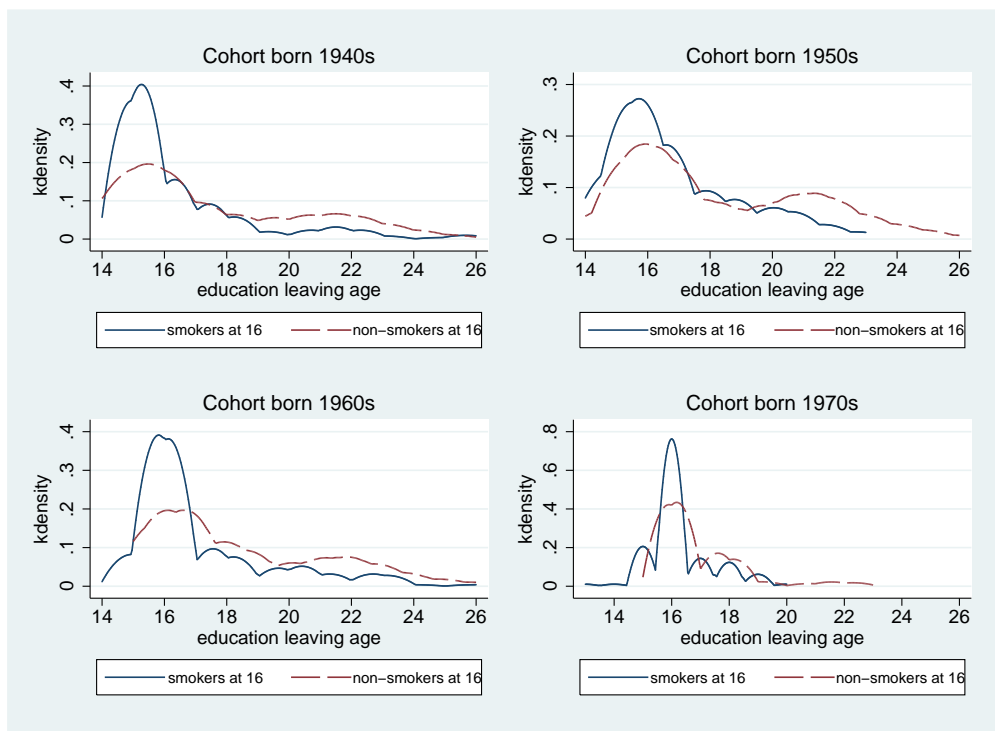 Cohort born 1940s
kdensity
0 .1 .2 .3 .4
14 16 18 20 22 24 26
education leaving age
smokers at 16 non−smokers at 16
Cohort born 1950s
kdensity
0 .1 .2 .3
14 16 18 20 22 24 26
education leaving age
smokers at 16 non−smokers at 16
Cohort born 1960s
kdensity
0 .1 .2 .3 .4
14 16 18 20 22 24 26
education leaving age
smokers at 16 non−smokers at 16
Cohort born 1970s
kdensity
0 .2 .4 .6 .8
14 16 18 20 22 24 26
education leaving age
smokers at 16 non−smokers at 16